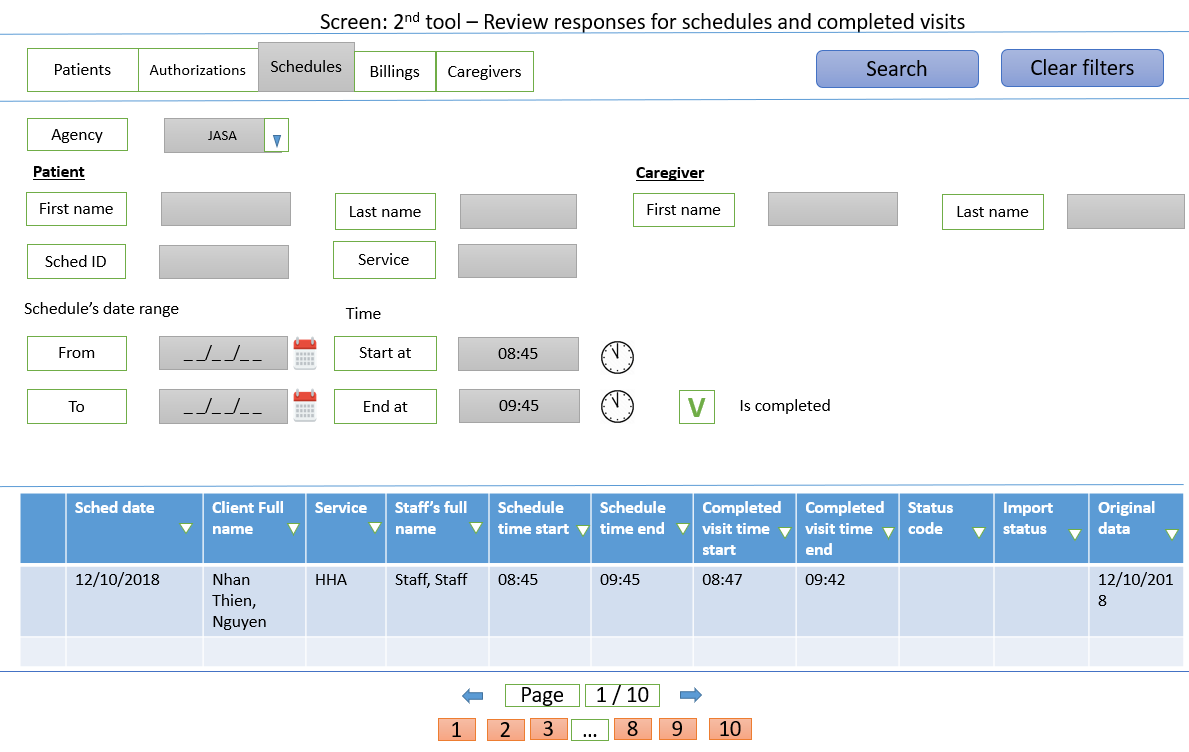 Screen: 2nd tool – Review responses for schedules and completed visits
Patients
Authorizations
Schedules
Billings
Caregivers
Search
Clear filters
Agency
JASA
Patient
Caregiver
First name
Last name
First name
Last name
Sched ID
Service
Schedule’s date range
Time
From
_ _/_ _/_ _
Start at
08:45
To
_ _/_ _/_ _
End at
09:45
V
Is completed
Sched date
Client Full
name
Service
Staff’s full
name
Schedule
time start
Schedule
time end
Completed
visit time
start
Completed
visit time
end
Status
code
Import
status
Original
data
12/10/2018
Nhan
Thien,
Nguyen
HHA
Staff, Staff
08:45
09:45
08:47
09:42
12/10/201
8
Page
1 / 10
1
2
3
...
8
9
10